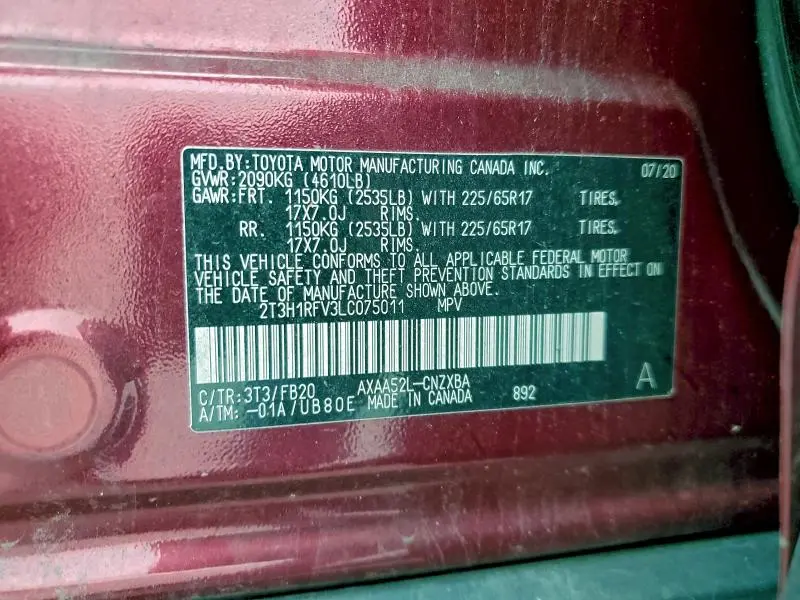 MFD.BY:TOYOTA MOTOR MANUFACTURING CANADA INC. 07/20
GVWR:2090KG (4610LB)
GAWR:FRT. 1150KG (2535LB) WITH 225/65R17 TIRES.
17X7.0J RIMS.
RR. 1150KG (2535LB) WITH 225/65R17 TIRES.
17X7.0J RIMS.
THIS VEHICLE CONFORMS TO ALL APPLICABLE FEDERAL MOTOR
VEHICLE SAFETY AND THEFT PREVENTION STANDARDS IN EFFECT ON
THE DATE OF MANUFACTURE SHOWN ABOVE.
2T3H1RFV3LC075011 MPV
C/TR:3T3/FB20 AXAA52L-CNZXBA 892 A
A/TM:-01A/UB80E MADE IN CANADA